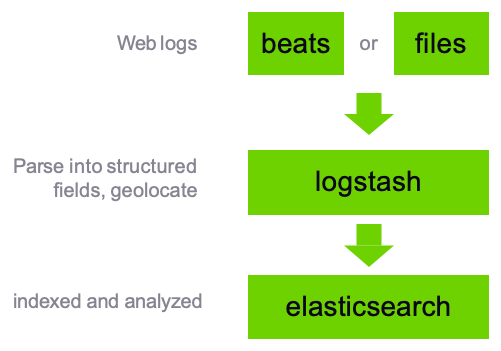 Web logs beats or files
Parse into structured
fields, geolocate
logstash
indexed and analyzed elasticsearch